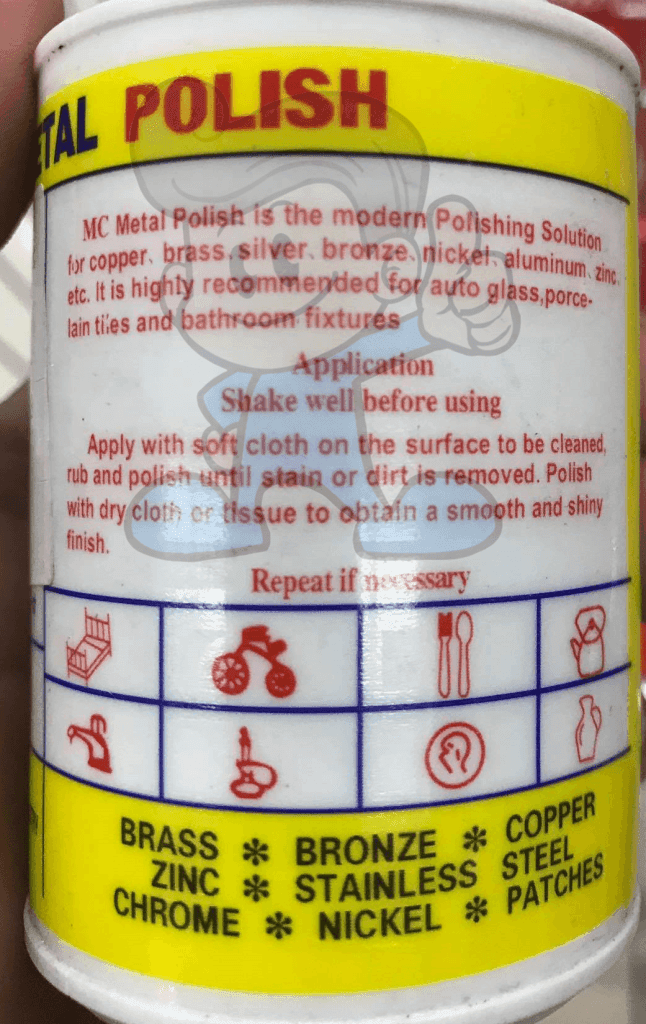 ETAL POLISH
MC Metal Polish is the modern Polishing Solution
for copper, brass, silver, bronze, nickel, aluminum, zinc,
etc. It is highly recommended for auto glass,porce-
lain tiles and bathroom fixtures
Application
Shake well before using
Apply with soft cloth on the surface to be cleaned,
rub and polish until stain or dirt is removed. Polish
with dry cloth or tissue to obtain a smooth and shiny
finish.
Repeat if necessary
BRASS * BRONZE * COPPER
ZINC * STAINLESS STEEL
CHROME * NICKEL * PATCHES